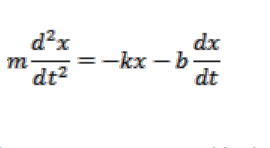 m d²x/dt² = −kx − b dx/dt